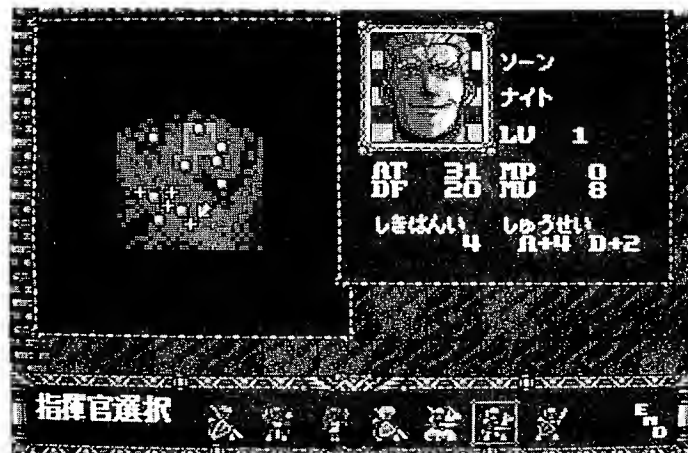 ソーン
ナイト
LV 1
AT 31 MP 0
DF 20 MV 8
しきはんい しゅうせい
4 A+4 D+2
指揮官選択
END